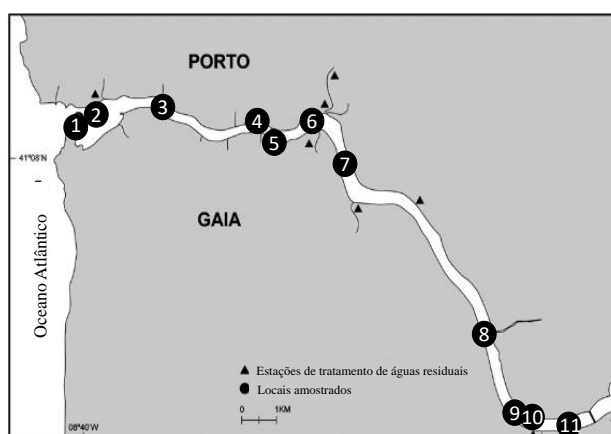 PORTO
1
2
3
4
5
6
7
41°08'N
GAIA
Oceano Atlântico
8
Estações de tratamento de águas residuais
Locais amostrados
0 1KM
9
10
11
08°40'W